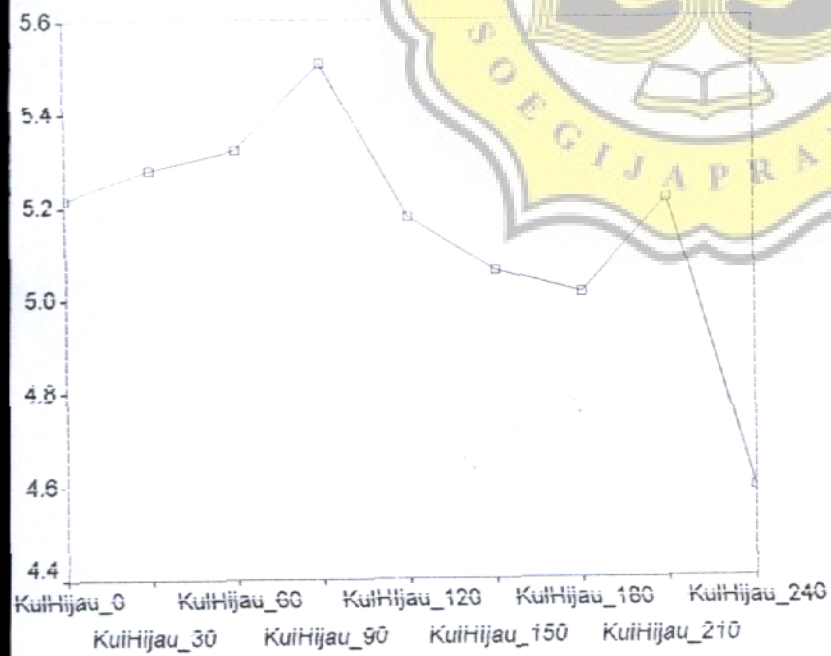 5.6
SOEGIJAPRA
5.4
5.2
5.0
4.8
4.6
4.4
KulHijau_0 KulHijau_60 KulHijau_120 KulHijau_180 KulHijau_240
KulHijau_30 KulHijau_90 KulHijau_150 KulHijau_210